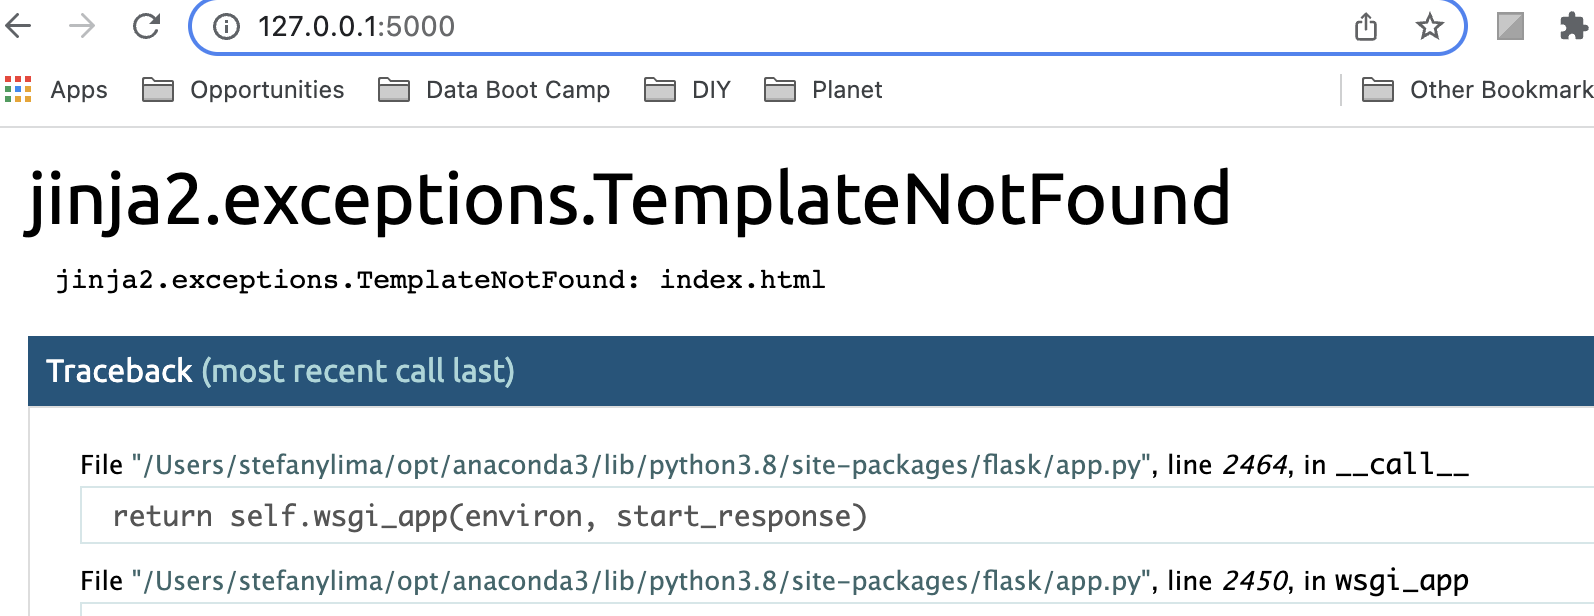 127.0.0.1:5000
Apps Opportunities Data Boot Camp DIY Planet Other Bookmark
jinja2.exceptions.TemplateNotFound
jinja2.exceptions.TemplateNotFound: index.html
Traceback (most recent call last)
File "/Users/stefanylima/opt/anaconda3/lib/python3.8/site-packages/flask/app.py", line 2464, in __call__
return self.wsgi_app(environ, start_response)
File "/Users/stefanylima/opt/anaconda3/lib/python3.8/site-packages/flask/app.py", line 2450, in wsgi_app